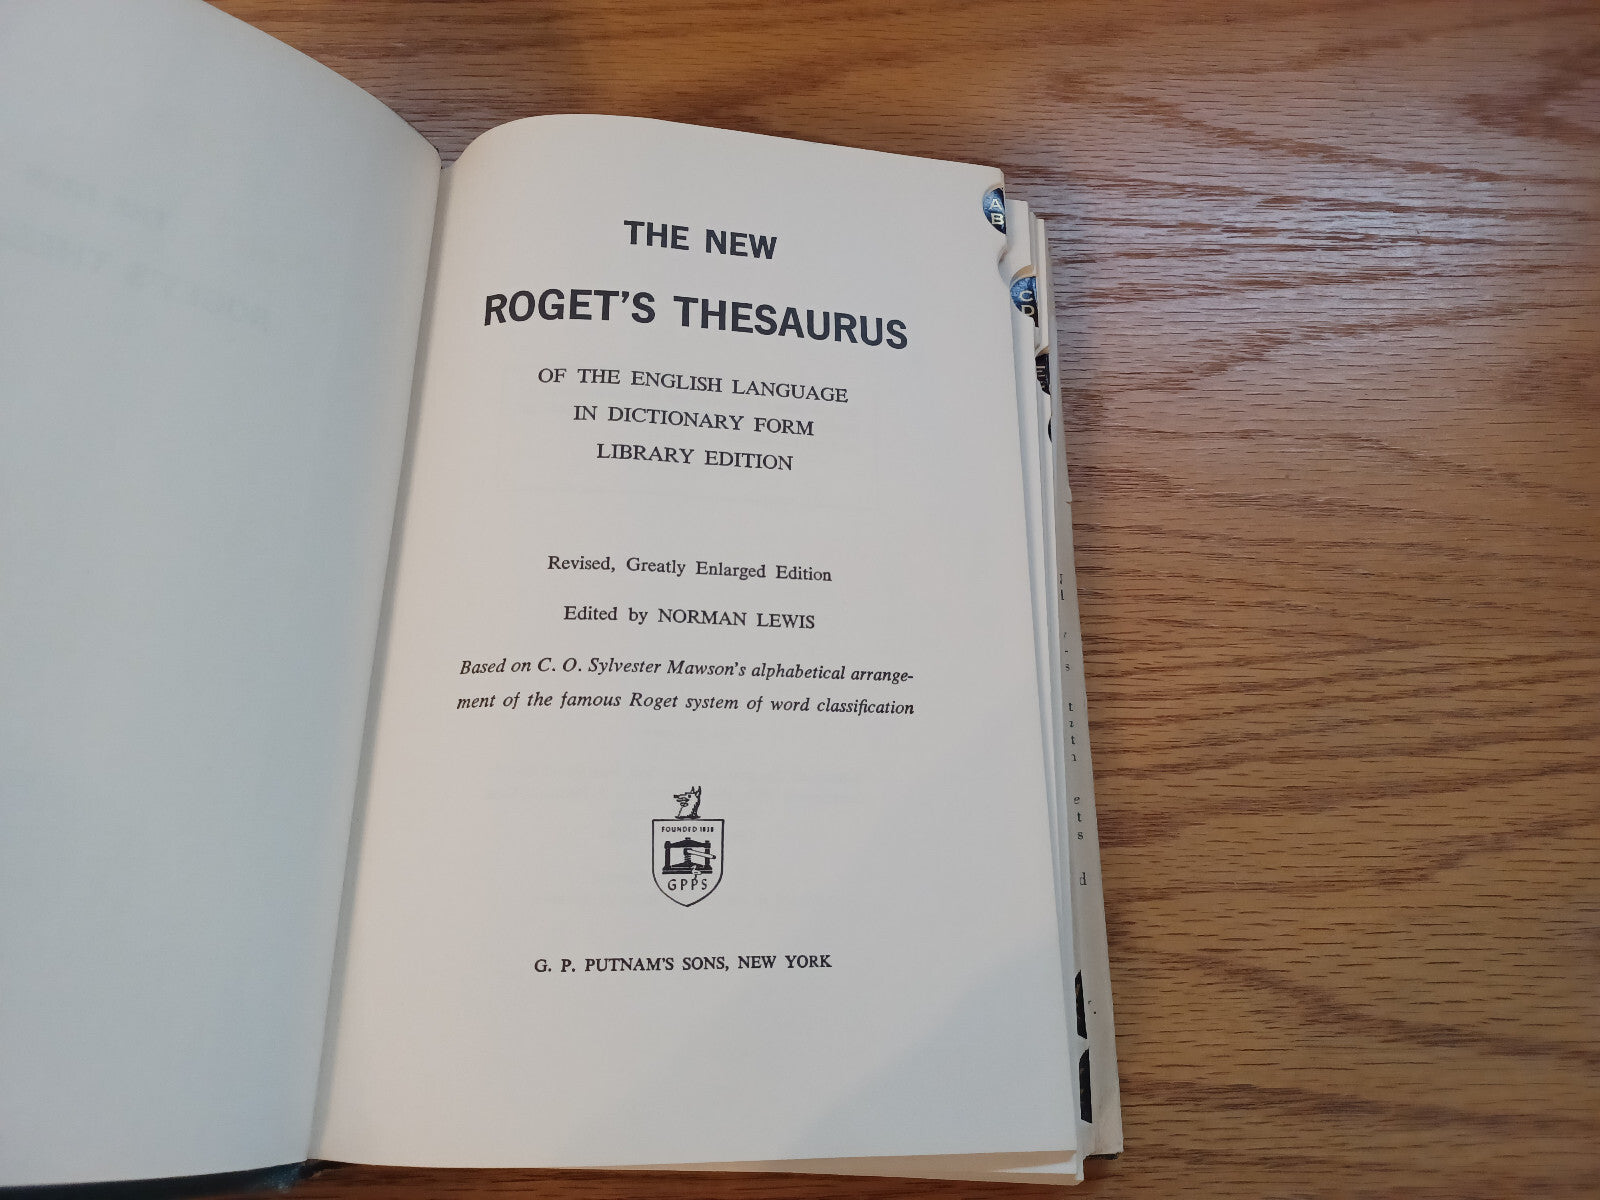 THE NEW
ROGET'S THESAURUS
OF THE ENGLISH LANGUAGE
IN DICTIONARY FORM
LIBRARY EDITION
Revised, Greatly Enlarged Edition
Edited by NORMAN LEWIS
Based on C. O. Sylvester Mawson's alphabetical arrange-
ment of the famous Roget system of word classification
FOUNDED 1838
GPPS
G. P. PUTNAM'S SONS, NEW YORK
A
B
C
D